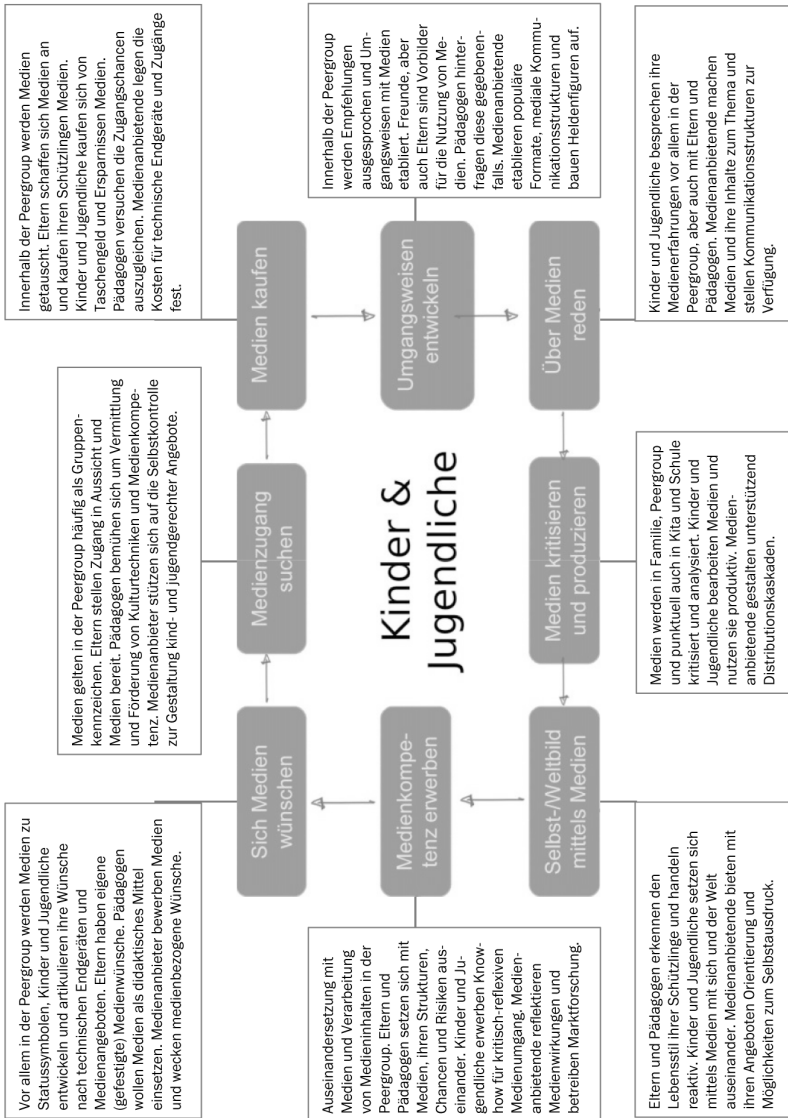 Vor allem in der Peergroup werden Medien zu
Statussymbolen, Kinder und Jugendliche
entwickeln und artikulieren ihre Wünsche
nach technischen Endgeräten und
Medienangeboten. Eltern haben eigene
(gefestigte) Medienwünsche. Pädagogen
wollen Medien als didaktisches Mittel
einsetzen. Medienanbieter bewerben Medien
und wecken medienbezogene Wünsche.
Medien gelten in der Peergroup häufig als Gruppen-
kennzeichen. Eltern stellen Zugang in Aussicht und
Medien bereit. Pädagogen bemühen sich um Vermittlung
und Förderung von Kulturtechniken und Medienkompe-
tenz. Medienanbieter stützen sich auf die Selbstkontrolle
zur Gestaltung kind- und jugendgerechter Angebote.
Innerhalb der Peergroup werden Medien
getauscht. Eltern schaffen sich Medien an
und kaufen ihren Schützlingen Medien.
Kinder und Jugendliche kaufen sich von
Taschengeld und Ersparnissen Medien.
Pädagogen versuchen die Zugangschancen
auszugleichen. Medienanbietende legen die
Kosten für technische Endgeräte und Zugänge
fest.
Sich Medien
wünschen
Medienzugang
suchen
Medien kaufen
Auseinandersetzung mit
Medien und Verarbeitung
von Medieninhalten in der
Peergroup. Eltern und
Pädagogen setzen sich mit
Medien, ihren Strukturen,
Chancen und Risiken aus-
einander. Kinder und Ju-
gendliche erwerben Know-
how für kritisch-reflexiven
Medienumgang, Medien-
anbietende reflektieren
Medienwirkungen und
betreiben Marktforschung.
Medienkompe-
tenz erwerben
Kinder &
Jugendliche
Umgangsweisen
entwickeln
Innerhalb der Peergroup
werden Empfehlungen
ausgesprochen und Um-
gangsweisen mit Medien
etabliert. Freunde, aber
auch Eltern sind Vorbilder
für die Nutzung von Me-
dien. Pädagogen hinter-
fragen diese gegebenen-
falls. Medienanbietende
etablieren populäre
Formate, mediale Kommu-
nikationsstrukturen und
bauen Heldenfiguren auf.
Selbst-/Weltbild
mittels Medien
Medien kritisieren
und produzieren
Über Medien
reden
Eltern und Pädagogen erkennen den
Lebensstil ihrer Schützlinge und handeln
reaktiv. Kinder und Jugendliche setzen sich
mittels Medien mit sich und der Welt
auseinander. Medienanbietende bieten mit
ihren Angeboten Orientierung und
Möglichkeiten zum Selbstausdruck.
Medien werden in Familie, Peergroup
und punktuell auch in Kita und Schule
kritisiert und analysiert. Kinder und
Jugendliche bearbeiten Medien und
nutzen sie produktiv. Medien-
anbietende gestalten unterstützend
Distributionskaskaden.
Kinder und Jugendliche besprechen ihre
Medienerfahrungen vor allem in der
Peergroup, aber auch mit Eltern und
Pädagogen. Medienanbietende machen
Medien und ihre Inhalte zum Thema und
stellen Kommunikationsstrukturen zur
Verfügung.